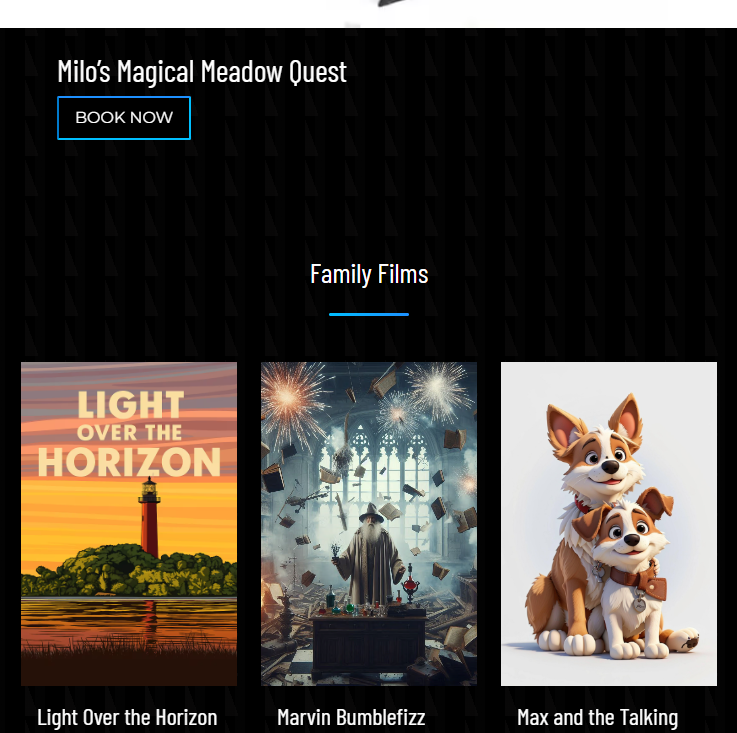 Milo’s Magical Meadow Quest
BOOK NOW
Family Films
LIGHT
OVER THE
HORIZON
Light Over the Horizon
Marvin Bumblefizz
Max and the Talking